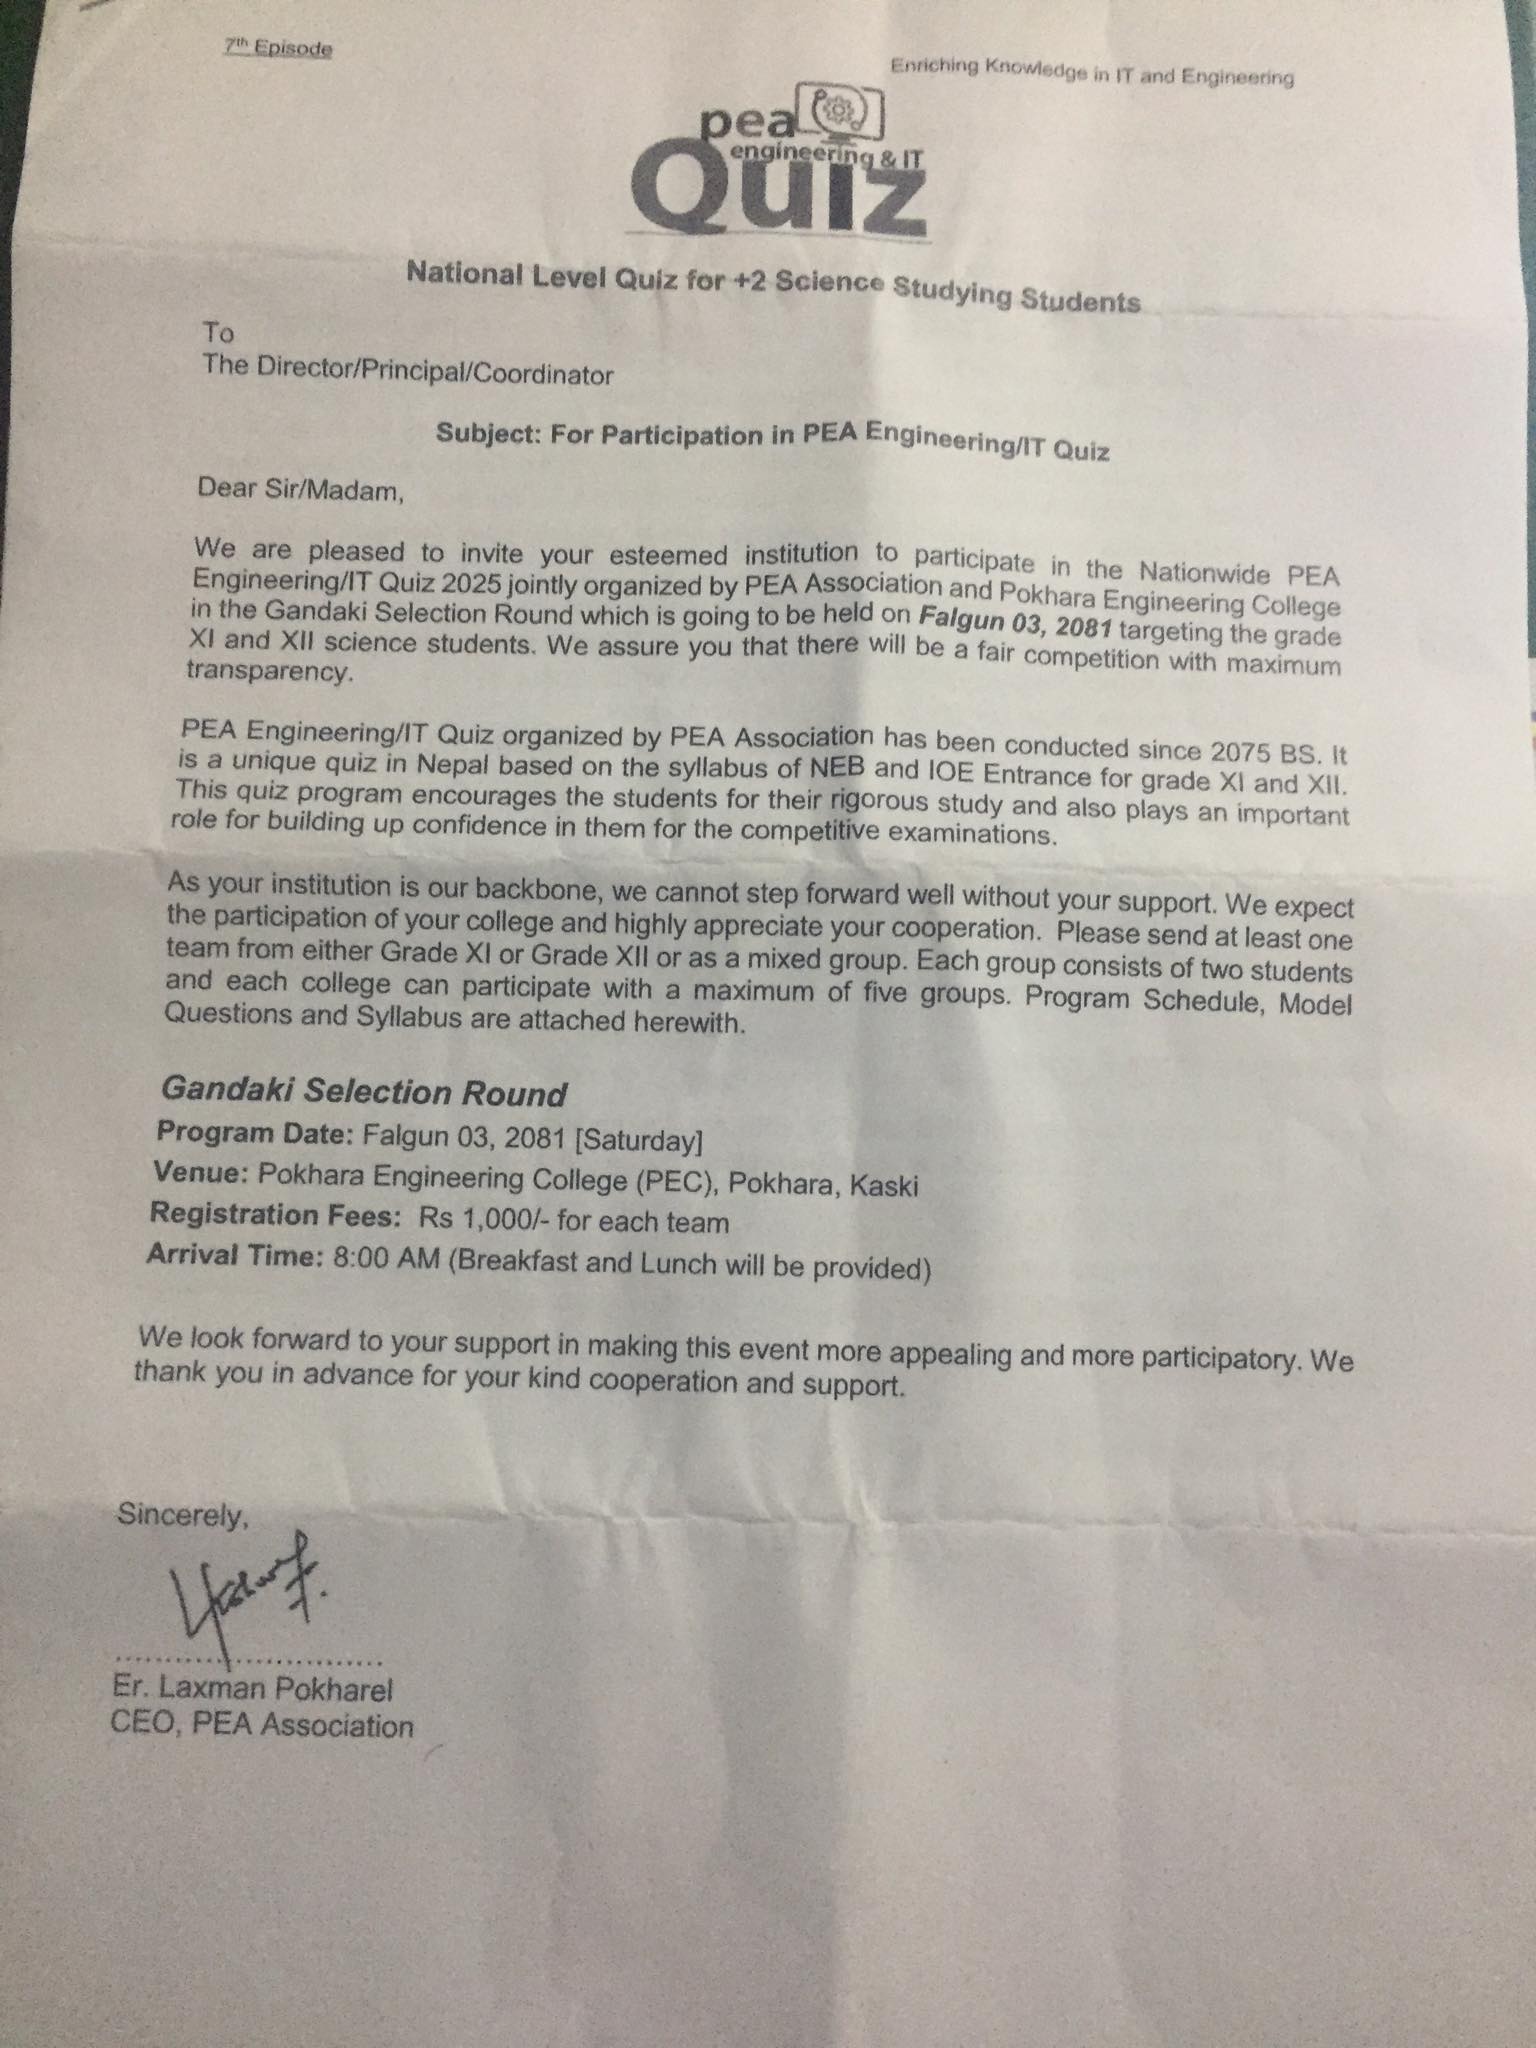 7th Episode
Enriching Knowledge in IT and Engineering
pea
engineering & IT
Quiz
National Level Quiz for +2 Science Studying Students
To
The Director/Principal/Coordinator
Subject: For Participation in PEA Engineering/IT Quiz
Dear Sir/Madam,
We are pleased to invite your esteemed institution to participate in the Nationwide PEA
Engineering/IT Quiz 2025 jointly organized by PEA Association and Pokhara Engineering College
in the Gandaki Selection Round which is going to be held on Falgun 03, 2081 targeting the grade
XI and XII science students. We assure you that there will be a fair competition with maximum
transparency.
PEA Engineering/IT Quiz organized by PEA Association has been conducted since 2075 BS. It
is a unique quiz in Nepal based on the syllabus of NEB and IOE Entrance for grade XI and XII.
This quiz program encourages the students for their rigorous study and also plays an important
role for building up confidence in them for the competitive examinations.
As your institution is our backbone, we cannot step forward well without your support. We expect
the participation of your college and highly appreciate your cooperation. Please send at least one
team from either Grade XI or Grade XII or as a mixed group. Each group consists of two students
and each college can participate with a maximum of five groups. Program Schedule, Model
Questions and Syllabus are attached herewith.
Gandaki Selection Round
Program Date: Falgun 03, 2081 [Saturday]
Venue: Pokhara Engineering College (PEC), Pokhara, Kaski
Registration Fees: Rs 1,000/- for each team
Arrival Time: 8:00 AM (Breakfast and Lunch will be provided)
We look forward to your support in making this event more appealing and more participatory. We
thank you in advance for your kind cooperation and support.
Sincerely,
Er. Laxman Pokharel
CEO, PEA Association